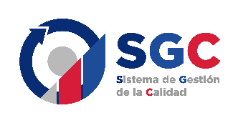 SGC
Sistema de Gestión
de la Calidad